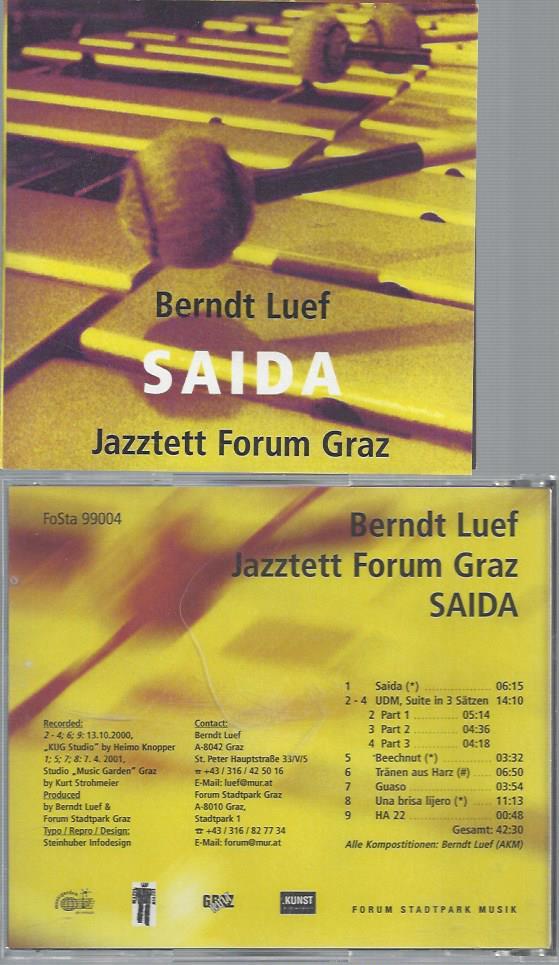 Berndt Luef
SAIDA
Jazztett Forum Graz
FoSta 99004
Berndt Luef
Jazztett Forum Graz
SAIDA
1 Saida (*) 06:15
2 - 4 UDM, Suite in 3 Sätzen 14:10
2 Part 1 05:14
3 Part 2 04:36
4 Part 3 04:18
5 Beechnut (*) 03:32
6 Tränen aus Harz (#) 06:50
7 Guaso 03:54
8 Una brisa lijero (*) 11:13
9 HA 22 00:48
Gesamt: 42:30
Alle Kompostitionen: Berndt Luef (AKM)
Recorded:
2 - 4; 6; 9: 13.10.2000,
„KUG Studio" by Heimo Knopper
1; 5; 7; 8: 7. 4. 2001,
Studio „Music Garden" Graz
by Kurt Strohmeier
Produced
by Berndt Luef &
Forum Stadtpark Graz
Typo / Repro / Design:
Steinhuber Infodesign
Contact:
Berndt Luef
A-8042 Graz
St. Peter Hauptstraße 33/V/5
☎ +43 / 316 / 42 50 16
E-Mail: luef@mur.at
Forum Stadtpark Graz
A-8010 Graz,
Stadtpark 1
☎ +43 / 316 / 82 77 34
E-Mail: forum@mur.at
GRAZ
.KUNST
FORUM STADTPARK MUSIK